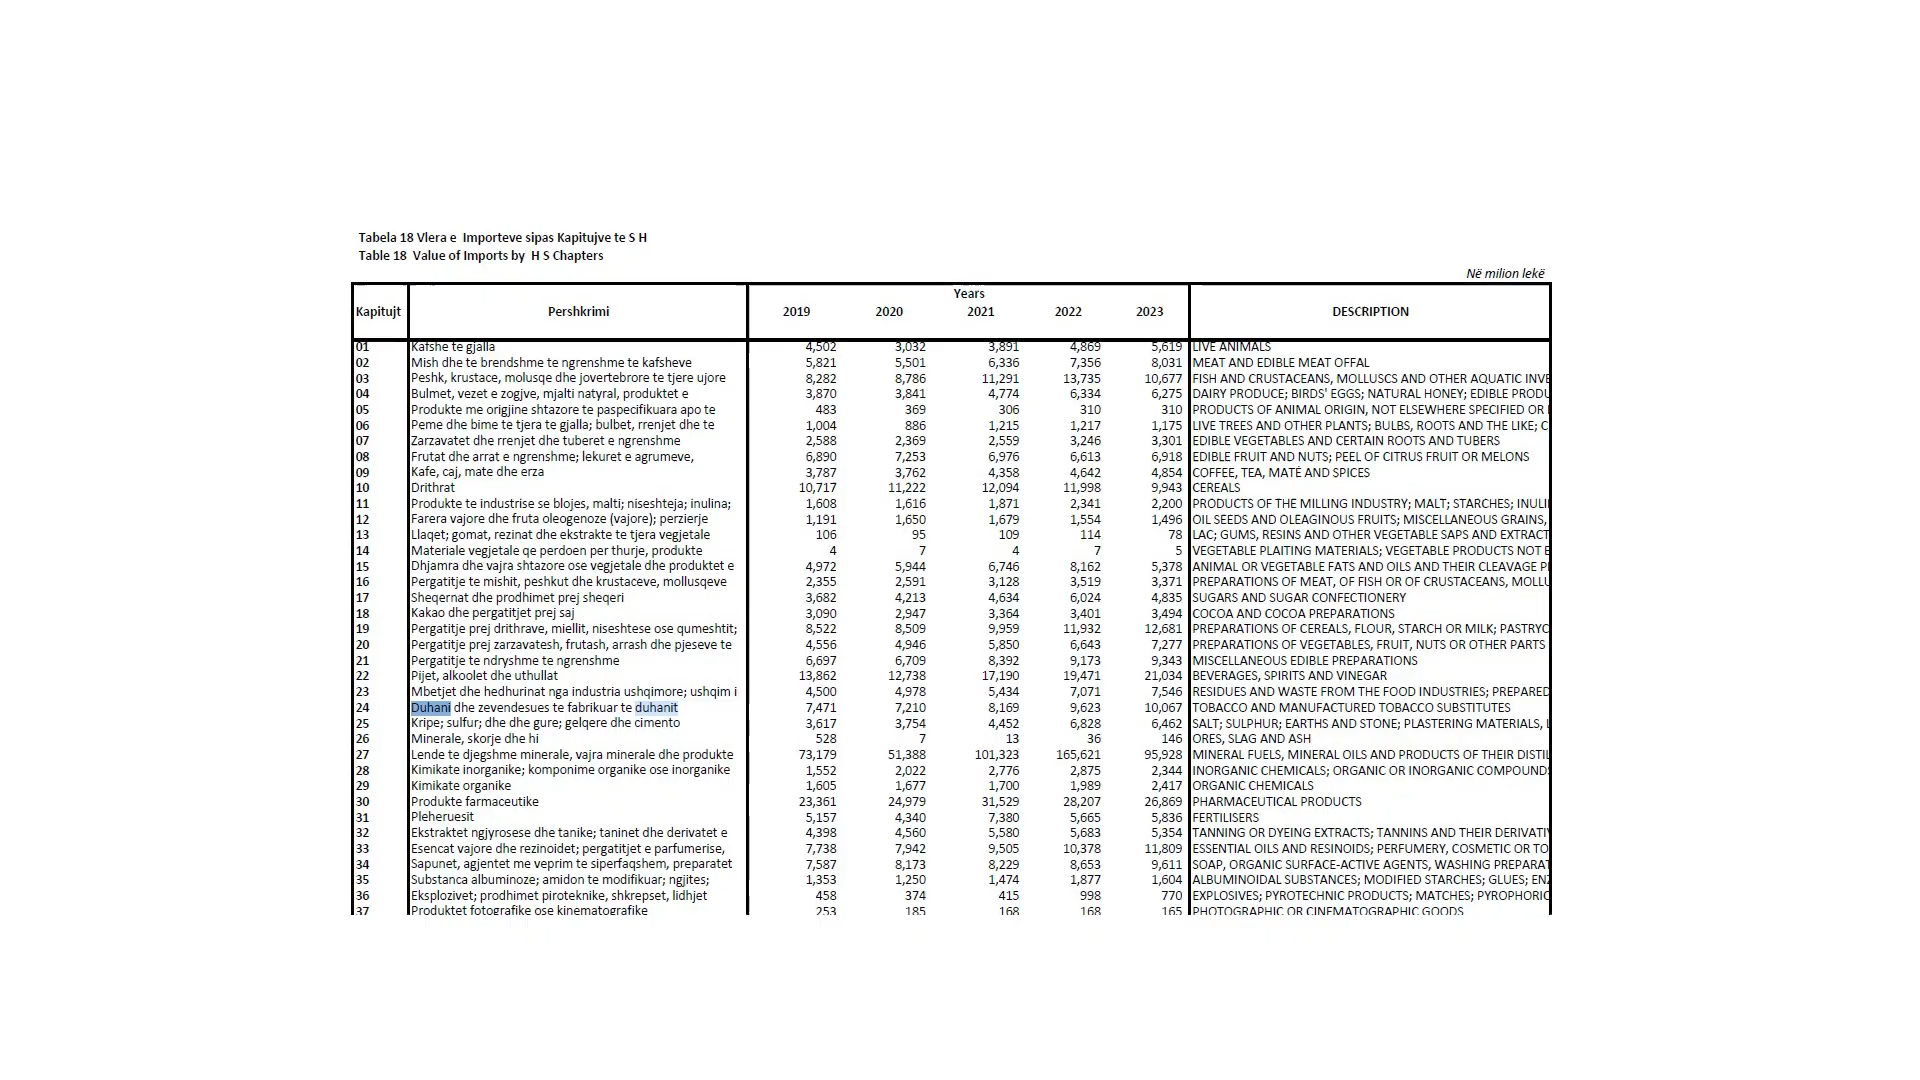 Tabela 18 Vlera e Importeve sipas Kapitujve te S H
Table 18 Value of Imports by H S Chapters
Në milion lekë
Kapitujt Pershkrimi Years DESCRIPTION
2019 2020 2021 2022 2023
01 Kafshe te gjalla 4,502 3,032 3,891 4,869 5,619 LIVE ANIMALS
02 Mish dhe te brendshme te ngrenshme te kafsheve 5,821 5,501 6,336 7,356 8,031 MEAT AND EDIBLE MEAT OFFAL
03 Peshk, krustace, molusqe dhe jovertebrore te tjere ujore 8,282 8,786 11,291 13,735 10,677 FISH AND CRUSTACEANS, MOLLUSCS AND OTHER AQUATIC INVE
04 Bulmet, vezet e zogjve, mjalti natyral, produktet e 3,870 3,841 4,774 6,334 6,275 DAIRY PRODUCE; BIRDS' EGGS; NATURAL HONEY; EDIBLE PRODU
05 Produkte me origjine shtazore te paspecifikuara apo te 483 369 306 310 310 PRODUCTS OF ANIMAL ORIGIN, NOT ELSEWHERE SPECIFIED OR
06 Peme dhe bime te tjera te gjalla; bulbet, rrenjet dhe te 1,004 886 1,215 1,217 1,175 LIVE TREES AND OTHER PLANTS; BULBS, ROOTS AND THE LIKE; C
07 Zarzavatet dhe rrenjet dhe tuberet e ngrenshme 2,588 2,369 2,559 3,246 3,301 EDIBLE VEGETABLES AND CERTAIN ROOTS AND TUBERS
08 Frutat dhe arrat e ngrenshme; lekuret e agrumeve, 6,890 7,253 6,976 6,613 6,918 EDIBLE FRUIT AND NUTS; PEEL OF CITRUS FRUIT OR MELONS
09 Kafe, caj, mate dhe erza 3,787 3,762 4,358 4,642 4,854 COFFEE, TEA, MATÉ AND SPICES
10 Drithrat 10,717 11,222 12,094 11,998 9,943 CEREALS
11 Produkte te industrise se blojes, malti; niseshteja; inulina; 1,608 1,616 1,871 2,341 2,200 PRODUCTS OF THE MILLING INDUSTRY; MALT; STARCHES; INULI
12 Farera vajore dhe fruta oleogenoze (vajore); perzierje 1,191 1,650 1,679 1,554 1,496 OIL SEEDS AND OLEAGINOUS FRUITS; MISCELLANEOUS GRAINS,
13 Llaqet; gomat, rezinat dhe ekstrakte te tjera vegjetale 106 95 109 114 78 LAC; GUMS, RESINS AND OTHER VEGETABLE SAPS AND EXTRACT
14 Materiale vegjetale qe perdoen per thurje, produkte 4 7 4 7 5 VEGETABLE PLAITING MATERIALS; VEGETABLE PRODUCTS NOT E
15 Dhjamra dhe vajra shtazore ose vegjetale dhe produktet e 4,972 5,944 6,746 8,162 5,378 ANIMAL OR VEGETABLE FATS AND OILS AND THEIR CLEAVAGE P
16 Pergatitje te mishit, peshkut dhe krustaceve, mollusqeve 2,355 2,591 3,128 3,519 3,371 PREPARATIONS OF MEAT, OF FISH OR OF CRUSTACEANS, MOLLU
17 Sheqernat dhe prodhimet prej sheqeri 3,682 4,213 4,634 6,024 4,835 SUGARS AND SUGAR CONFECTIONERY
18 Kakao dhe pergatitjet prej saj 3,090 2,947 3,364 3,401 3,494 COCOA AND COCOA PREPARATIONS
19 Pergatitje prej drithrave, miellit, niseshtese ose qumeshtit; 8,522 8,509 9,959 11,932 12,681 PREPARATIONS OF CEREALS, FLOUR, STARCH OR MILK; PASTRYC
20 Pergatitje prej zarzavatesh, frutash, arrash dhe pjeseve te 4,556 4,946 5,850 6,643 7,277 PREPARATIONS OF VEGETABLES, FRUIT, NUTS OR OTHER PARTS
21 Pergatitje te ndryshme te ngrenshme 6,697 6,709 8,392 9,173 9,343 MISCELLANEOUS EDIBLE PREPARATIONS
22 Pijet, alkoolet dhe uthullat 13,862 12,738 17,190 19,471 21,034 BEVERAGES, SPIRITS AND VINEGAR
23 Mbetjet dhe hedhurinat nga industria ushqimore; ushqim i 4,500 4,978 5,434 7,071 7,546 RESIDUES AND WASTE FROM THE FOOD INDUSTRIES; PREPARED
24 Duhani dhe zevendesues te fabrikuar te duhanit 7,471 7,210 8,169 9,623 10,067 TOBACCO AND MANUFACTURED TOBACCO SUBSTITUTES
25 Kripe; sulfur; dhe dhe gure; gelqere dhe cimento 3,617 3,754 4,452 6,828 6,462 SALT; SULPHUR; EARTHS AND STONE; PLASTERING MATERIALS, L
26 Minerale, skorje dhe hi 528 7 13 36 146 ORES, SLAG AND ASH
27 Lende te djegshme minerale, vajra minerale dhe produkte 73,179 51,388 101,323 165,621 95,928 MINERAL FUELS, MINERAL OILS AND PRODUCTS OF THEIR DISTIL
28 Kimikate inorganike; komponime organike ose inorganike 1,552 2,022 2,776 2,875 2,344 INORGANIC CHEMICALS; ORGANIC OR INORGANIC COMPOUNDS
29 Kimikate organike 1,605 1,677 1,700 1,989 2,417 ORGANIC CHEMICALS
30 Produkte farmaceutike 23,361 24,979 31,529 28,207 26,869 PHARMACEUTICAL PRODUCTS
31 Pleheruesit 5,157 4,340 7,380 5,665 5,836 FERTILISERS
32 Ekstraktet ngjyrosese dhe tanike; taninet dhe derivatet e 4,398 4,560 5,580 5,683 5,354 TANNING OR DYEING EXTRACTS; TANNINS AND THEIR DERIVATI
33 Esencat vajore dhe rezinoidet; pergatitjet e parfumerise, 7,738 7,942 9,505 10,378 11,809 ESSENTIAL OILS AND RESINOIDS; PERFUMERY, COSMETIC OR TO
34 Sapunet, agjentet me veprim te siperfaqshem, preparatet 7,587 8,173 8,229 8,653 9,611 SOAP, ORGANIC SURFACE-ACTIVE AGENTS, WASHING PREPARAT
35 Substanca albuminoze; amidon te modifikuar; ngjites; 1,353 1,250 1,474 1,877 1,604 ALBUMINOIDAL SUBSTANCES; MODIFIED STARCHES; GLUES; ENZ
36 Eksplozivet; prodhimet piroteknike, shkrepset, lidhjet 458 374 415 998 770 EXPLOSIVES; PYROTECHNIC PRODUCTS; MATCHES; PYROPHORIC
37 Produktet fotografike ose kinematografike 253 185 168 168 165 PHOTOGRAPHIC OR CINEMATOGRAPHIC GOODS